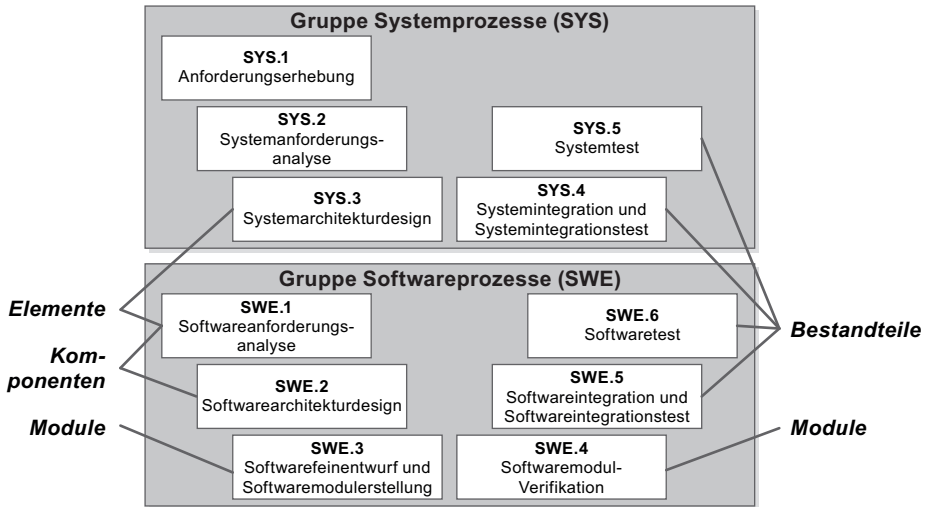 Gruppe Systemprozesse (SYS)
SYS.1
Anforderungserhebung
SYS.2
Systemanforderungs-
analyse
SYS.5
Systemtest
SYS.3
Systemarchitekturdesign
SYS.4
Systemintegration und
Systemintegrationstest
Gruppe Softwareprozesse (SWE)
Elemente
SWE.1
Softwareanforderungs-
analyse
SWE.6
Softwaretest
Bestandteile
Kom-
ponenten
SWE.2
Softwarearchitekturdesign
SWE.5
Softwareintegration und
Softwareintegrationstest
Module
SWE.3
Softwarefeinentwurf und
Softwaremodulerstellung
SWE.4
Softwaremodul-
Verifikation
Module